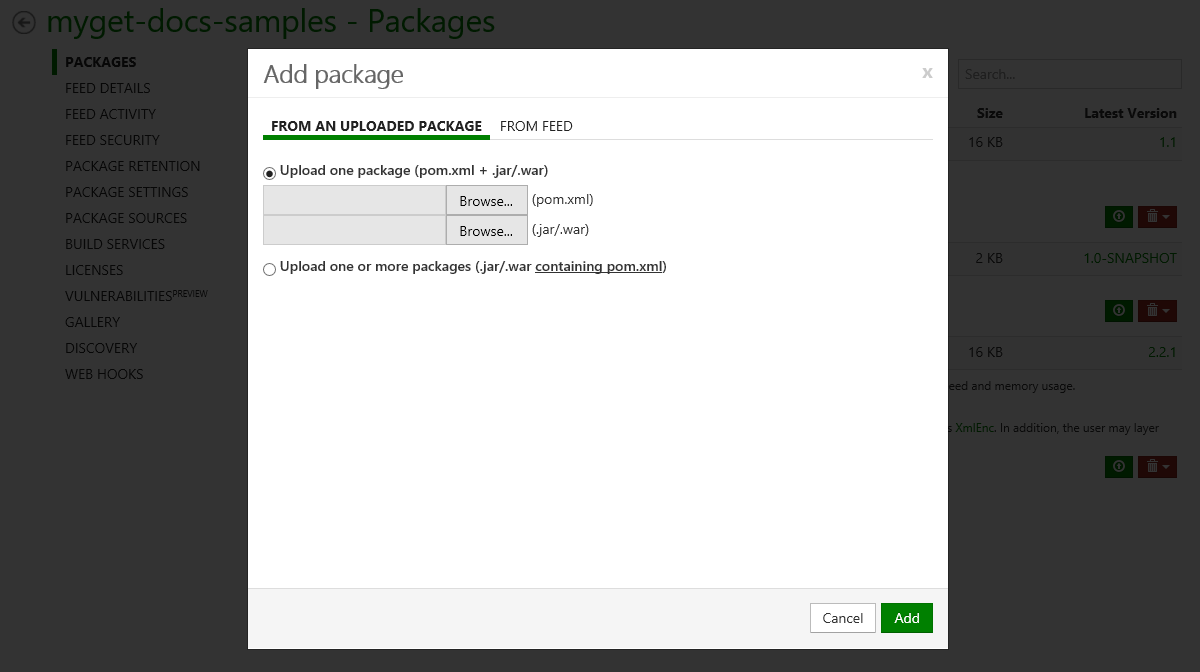 myget-docs-samples - Packages
PACKAGES
FEED DETAILS
FEED ACTIVITY
FEED SECURITY
PACKAGE RETENTION
PACKAGE SETTINGS
PACKAGE SOURCES
BUILD SERVICES
LICENSES
VULNERABILITIESPREVIEW
GALLERY
DISCOVERY
WEB HOOKS
Add package
x
FROM AN UPLOADED PACKAGE FROM FEED
Upload one package (pom.xml + .jar/.war)
Browse... (pom.xml)
Browse... (.jar/.war)
Upload one or more packages (.jar/.war containing pom.xml)
Cancel Add
Search...
Size Latest Version
16 KB 1.1
2 KB 1.0-SNAPSHOT
16 KB 2.2.1
eed and memory usage.
s XmlEnc. In addition, the user may layer